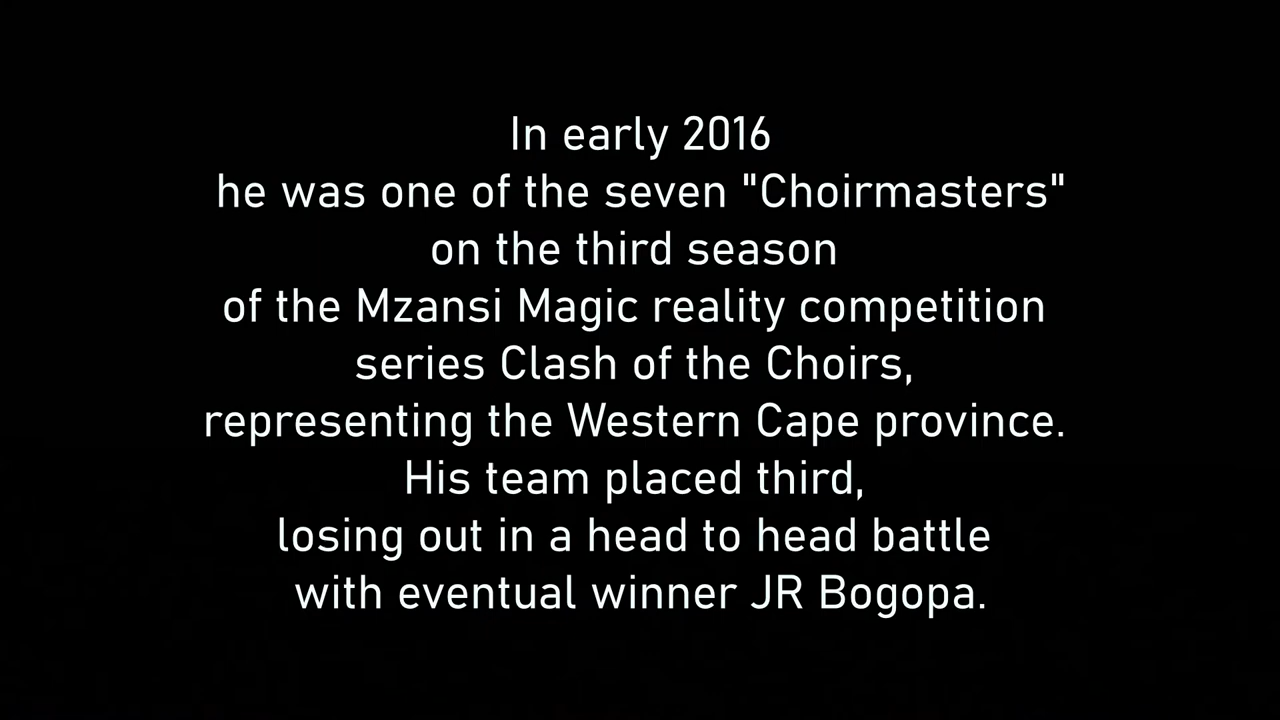 In early 2016
he was one of the seven "Choirmasters"
on the third season
of the Mzansi Magic reality competition
series Clash of the Choirs,
representing the Western Cape province.
His team placed third,
losing out in a head to head battle
with eventual winner JR Bogopa.